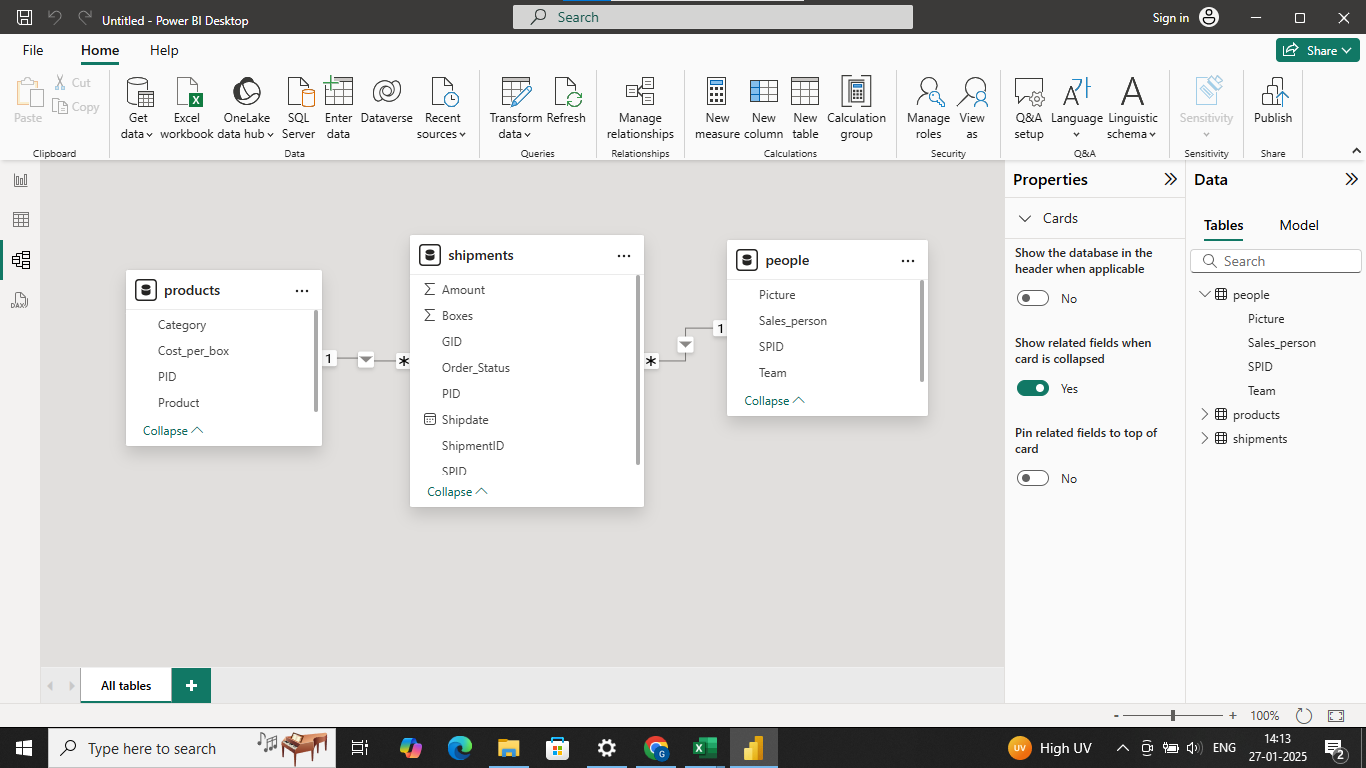 Untitled - Power BI Desktop
Search
Sign in
File
Home
Help
Share
Paste
Cut
Copy
Clipboard
Get data
Excel workbook
OneLake data hub
SQL Server
Enter data
Dataverse
Recent sources
Data
Transform data
Refresh
Queries
Manage relationships
Relationships
New measure
New column
New table
Calculation group
Calculations
Manage roles
View as
Security
Q&A setup
Language
Linguistic schema
Q&A
Sensitivity
Sensitivity
Publish
Share
DAX
products
Category
Cost_per_box
PID
Product
Collapse
1
*
shipments
Σ Amount
Σ Boxes
GID
Order_Status
PID
Shipdate
ShipmentID
SPID
Collapse
*
1
people
Picture
Sales_person
SPID
Team
Collapse
Properties
Cards
Show the database in the
header when applicable
No
Show related fields when
card is collapsed
Yes
Pin related fields to top of
card
No
Data
Tables
Model
Search
people
Picture
Sales_person
SPID
Team
products
shipments
All tables
+
- + 100%
Type here to search
UV
High UV
ENG
14:13
27-01-2025
2